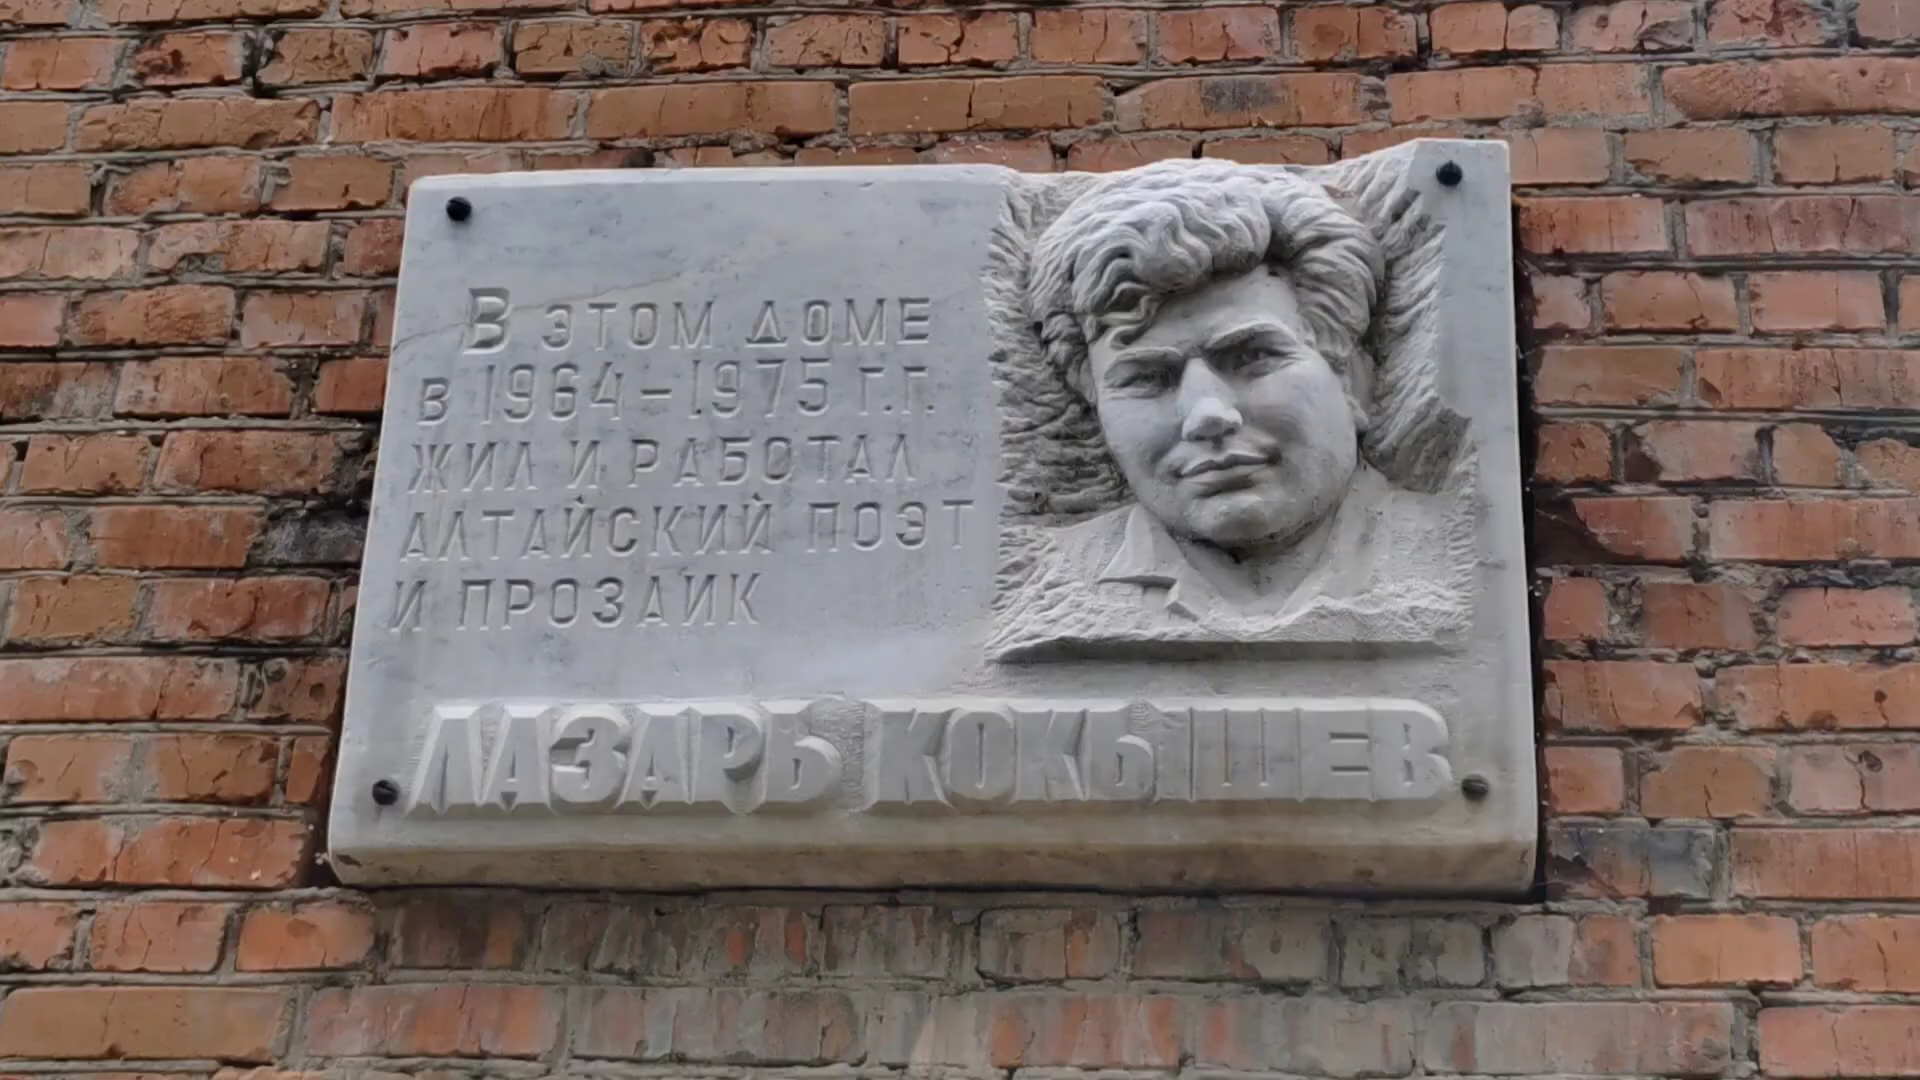 В ЭТОМ ДОМЕ
В 1964–1975 Г.Г.
ЖИЛ И РАБОТАЛ
АЛТАЙСКИЙ ПОЭТ
И ПРОЗАИК
ЛАЗАРЬ КОКЫШЕВ